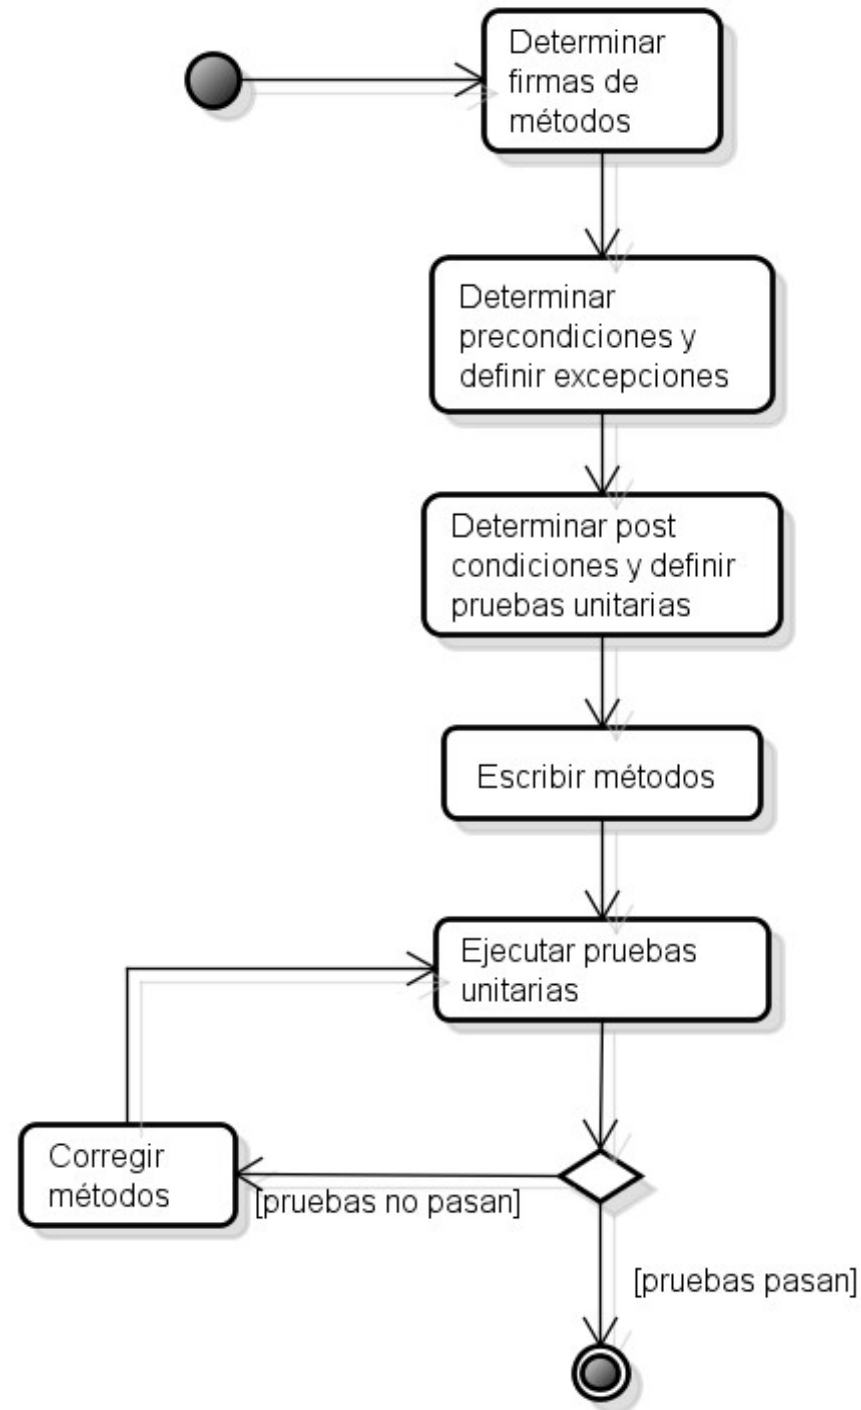 Determinar
firmas de
métodos
Determinar
precondiciones y
definir excepciones
Determinar post
condiciones y definir
pruebas unitarias
Escribir métodos
Ejecutar pruebas
unitarias
Corregir
métodos
[pruebas no pasan]
[pruebas pasan]